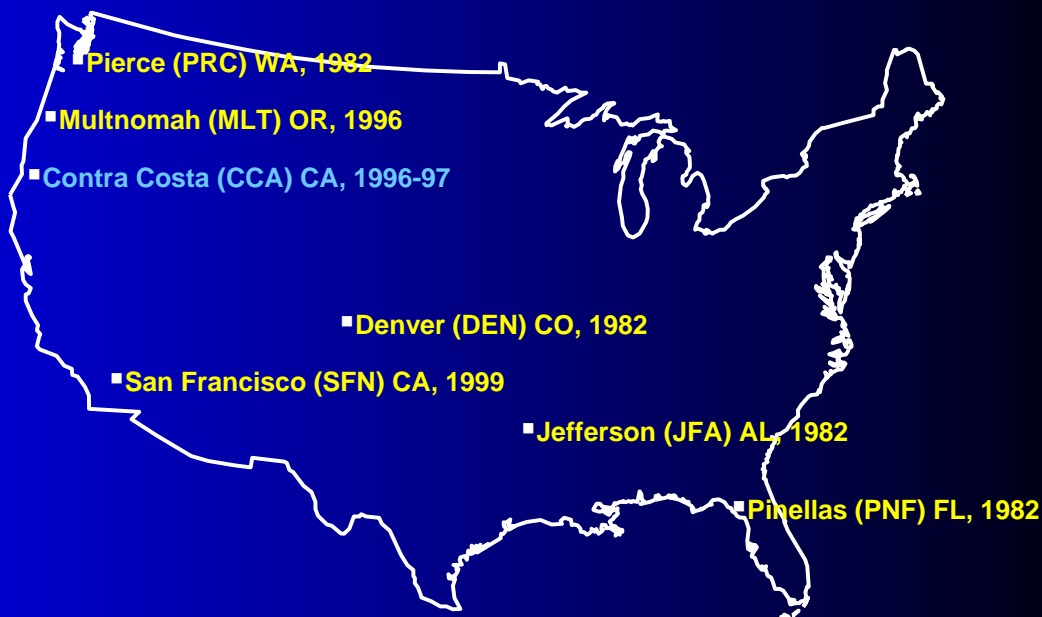 Pierce (PRC) WA, 1982
Multnomah (MLT) OR, 1996
Contra Costa (CCA) CA, 1996-97
Denver (DEN) CO, 1982
San Francisco (SFN) CA, 1999
Jefferson (JFA) AL, 1982
Pinellas (PNF) FL, 1982